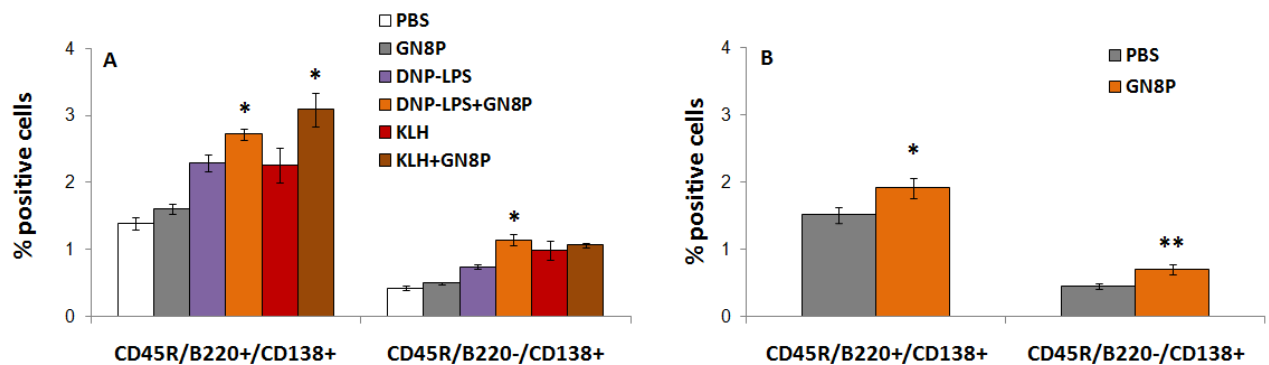 PBS
GN8P
DNP-LPS
DNP-LPS+GN8P
KLH
KLH+GN8P
A
% positive cells
4
3
2
1
0
*
*
*
CD45R/B220+/CD138+
CD45R/B220-/CD138+
B
PBS
GN8P
% positive cells
4
3
2
1
0
*
**
CD45R/B220+/CD138+
CD45R/B220-/CD138+